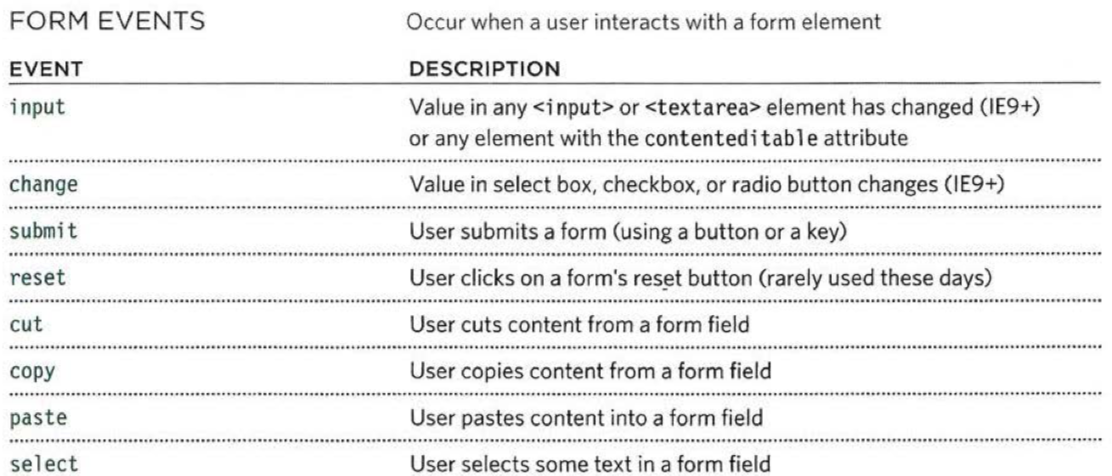 FORM EVENTS Occur when a user interacts with a form element
EVENT DESCRIPTION
input Value in any <input> or <textarea> element has changed (IE9+)
or any element with the contenteditable attribute
change Value in select box, checkbox, or radio button changes (IE9+)
submit User submits a form (using a button or a key)
reset User clicks on a form's reset button (rarely used these days)
cut User cuts content from a form field
copy User copies content from a form field
paste User pastes content into a form field
select User selects some text in a form field